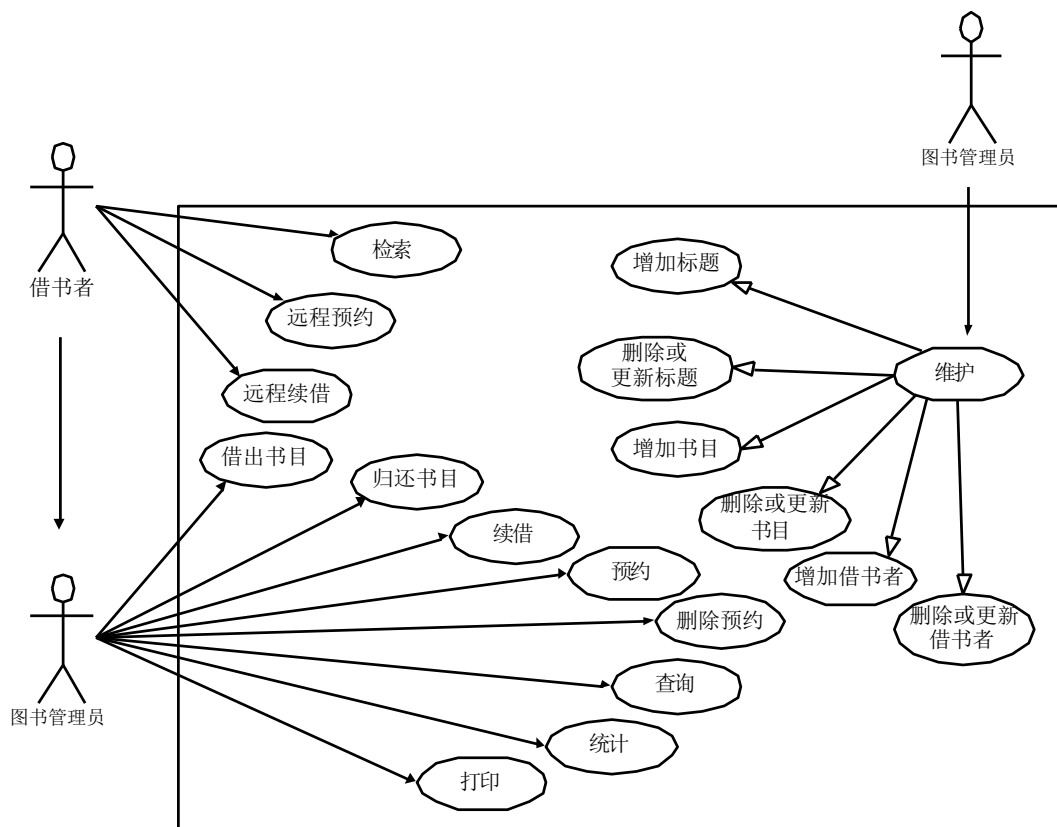 图书管理员
借书者
检索
增加标题
远程预约
删除或
更新标题
维护
远程续借
增加书目
借出书目
归还书目
删除或更新
书目
续借
预约
增加借书者
删除预约
删除或更新
借书者
查询
图书管理员
统计
打印